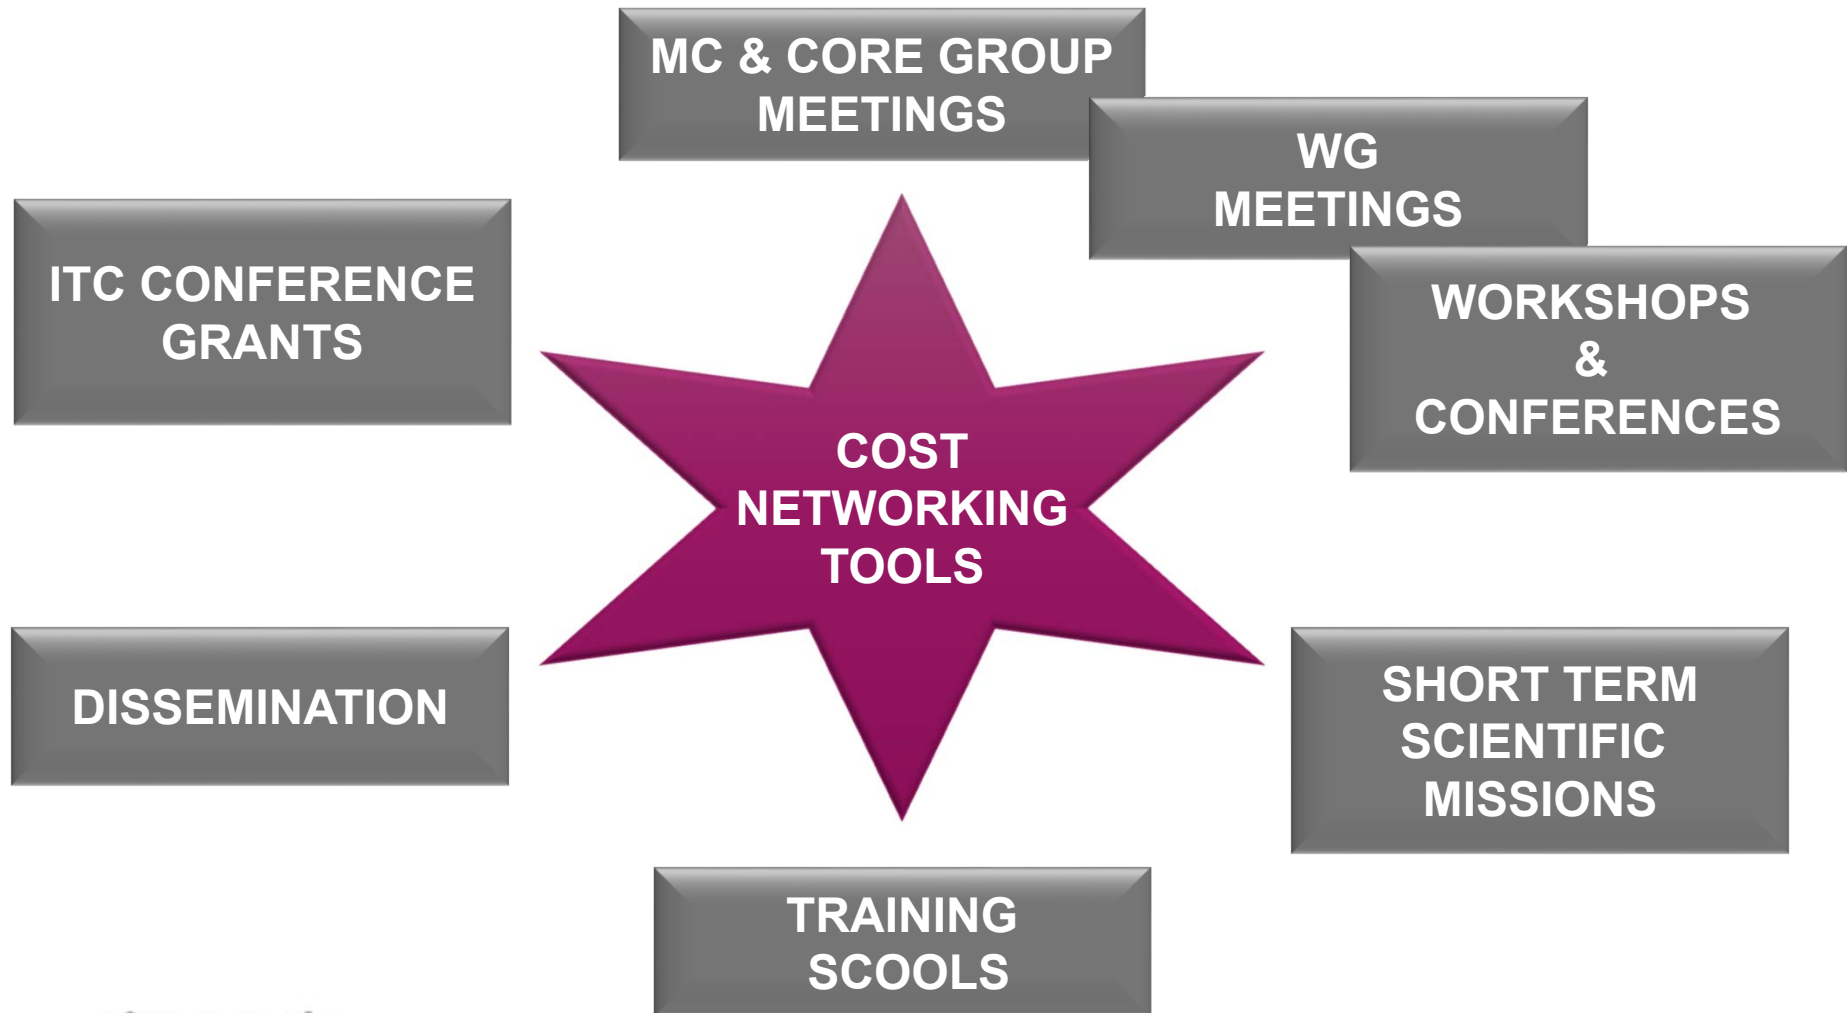 MC & CORE GROUP
MEETINGS
WG
MEETINGS
WORKSHOPS
&
CONFERENCES
ITC CONFERENCE
GRANTS
COST
NETWORKING
TOOLS
DISSEMINATION
SHORT TERM
SCIENTIFIC
MISSIONS
TRAINING
SCOOLS